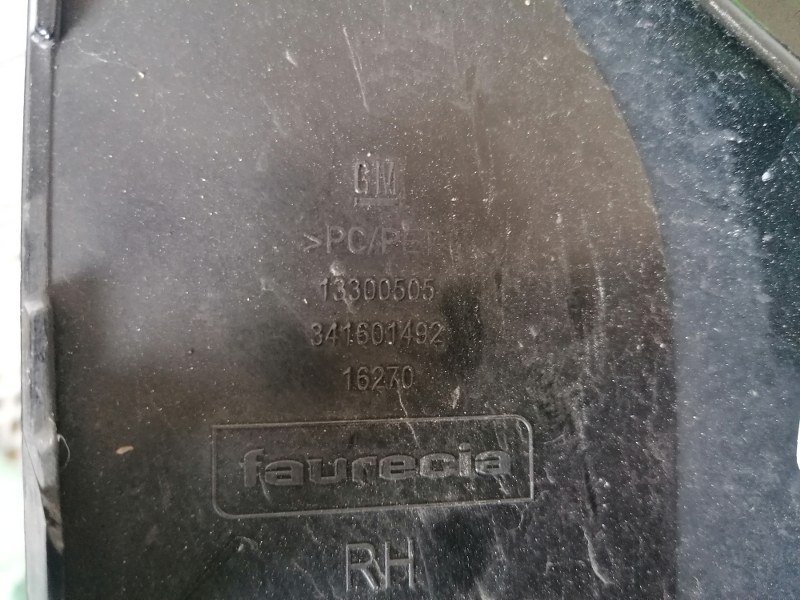 GM
>PC/PET
13300505
341601492
16270
faurecia
RH